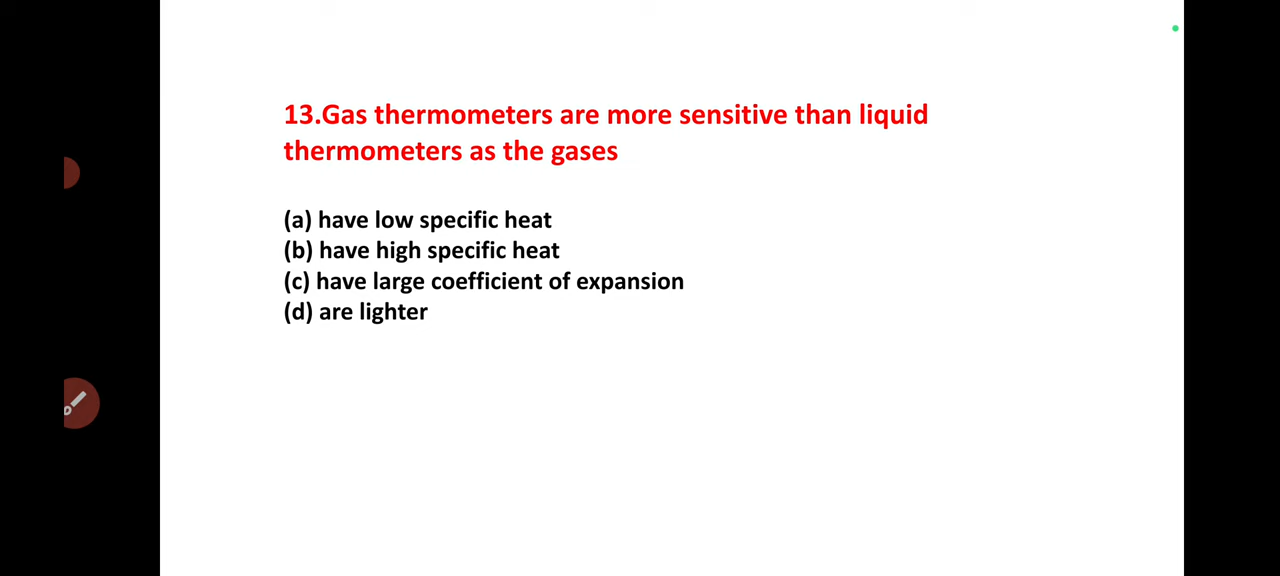 13.Gas thermometers are more sensitive than liquid
thermometers as the gases
(a) have low specific heat
(b) have high specific heat
(c) have large coefficient of expansion
(d) are lighter